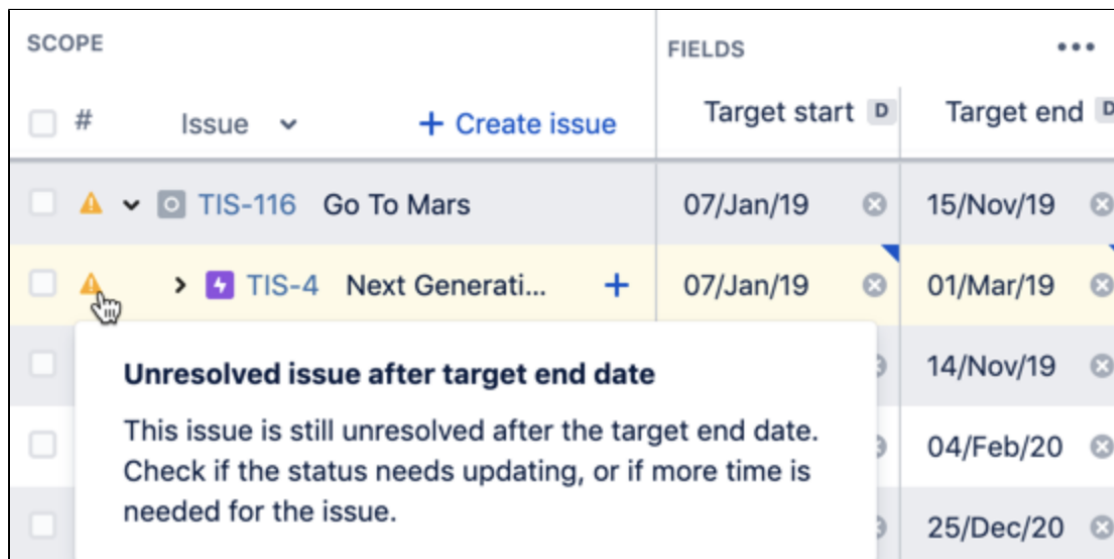 SCOPE
FIELDS
# Issue + Create issue
Target start D Target end D
TIS-116 Go To Mars 07/Jan/19 15/Nov/19
TIS-4 Next Generati... + 07/Jan/19 01/Mar/19
Unresolved issue after target end date
14/Nov/19
This issue is still unresolved after the target end date.
04/Feb/20
Check if the status needs updating, or if more time is
needed for the issue.
25/Dec/20